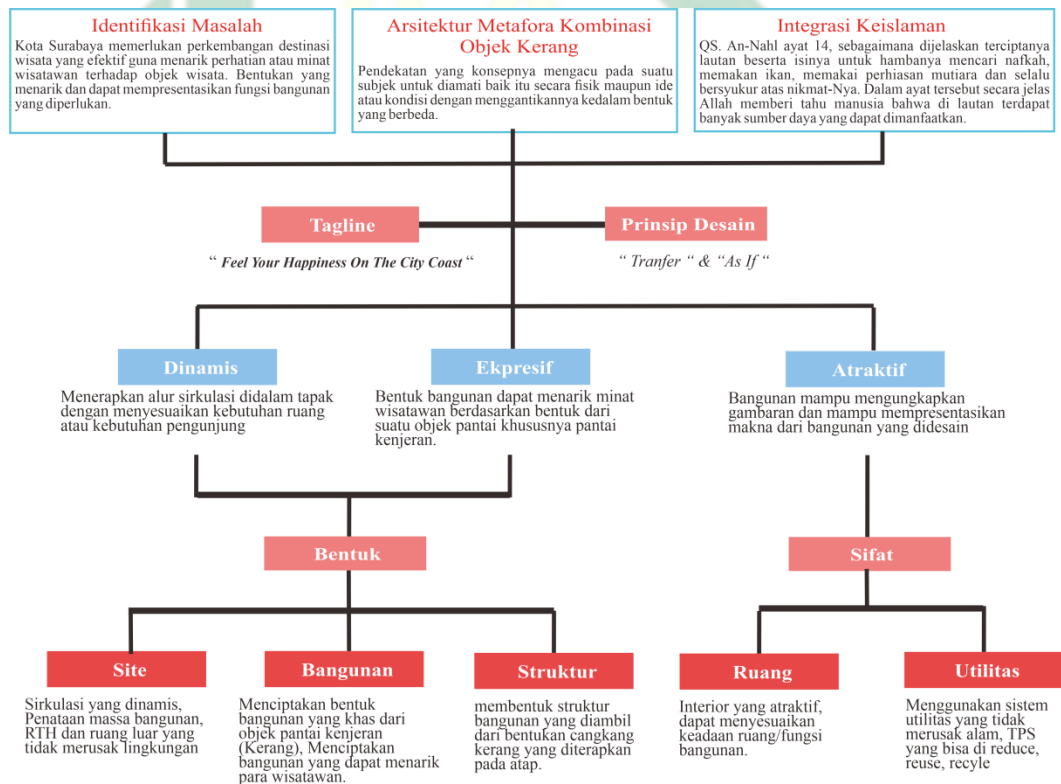 Identifikasi Masalah
Kota Surabaya memerlukan perkembangan destinasi
wisata yang efektif guna menarik perhatian atau minat
wisatawan terhadap objek wisata. Bentukan yang
menarik dan dapat mempresentasikan fungsi bangunan
yang diperlukan.
Arsitektur Metafora Kombinasi
Objek Kerang
Pendekatan yang konsepnya mengacu pada suatu
subjek untuk diamati baik itu secara fisik maupun ide
atau kondisi dengan menggantikannya kedalam bentuk
yang berbeda.
Integrasi Keislaman
QS. An-Nahl ayat 14, sebagaimana dijelaskan terciptanya
lautan beserta isinya untuk hambanya mencari nafkah,
memakan ikan, memakai perhiasan mutiara dan selalu
bersyukur atas nikmat-Nya. Dalam ayat tersebut secara jelas
Allah memberi tahu manusia bahwa di lautan terdapat
banyak sumber daya yang dapat dimanfaatkan.
Tagline
“ Feel Your Happiness On The City Coast “
Prinsip Desain
“ Tranfer “ & “As If “
Dinamis
Menerapkan alur sirkulasi didalam tapak
dengan menyesuaikan kebutuhan ruang
atau kebutuhan pengunjung
Ekpresif
Bentuk bangunan dapat menarik minat
wisatawan berdasarkan bentuk dari
suatu objek pantai khususnya pantai
kenjeran.
Atraktif
Bangunan mampu mengungkapkan
gambaran dan mampu mempresentasikan
makna dari bangunan yang didesain
Bentuk
Sifat
Site
Sirkulasi yang dinamis,
Penataan massa bangunan,
RTH dan ruang luar yang
tidak merusak lingkungan
Bangunan
Menciptakan bentuk
bangunan yang khas dari
objek pantai kenjeran
(Kerang), Menciptakan
bangunan yang dapat menarik
para wisatawan.
Struktur
membentuk struktur
bangunan yang diambil
dari bentukan cangkang
kerang yang diterapkan
pada atap.
Ruang
Interior yang atraktif,
dapat menyesuaikan
keadaan ruang/fungsi
bangunan.
Utilitas
Menggunakan sistem
utilitas yang tidak
merusak alam, TPS
yang bisa di reduce,
reuse, recyle